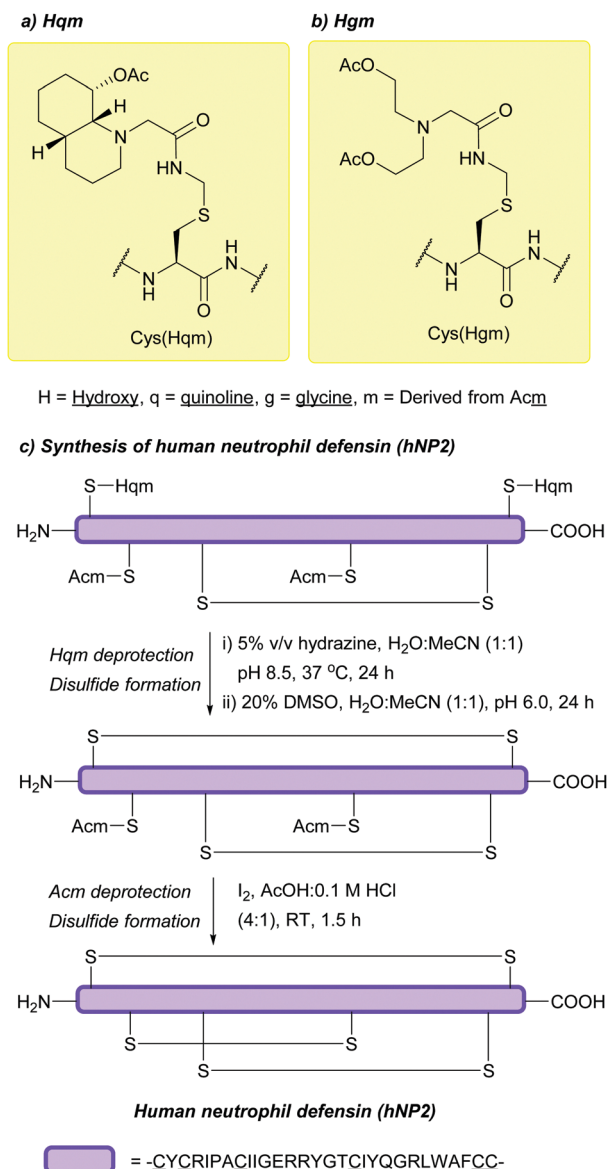 a) Hqm
b) Hgm
OAc
H
H
N
O
HN
S
N
H
H
N
O
Cys(Hqm)
AcO
AcO
N
O
HN
S
N
H
H
N
O
Cys(Hgm)
H = Hydroxy, q = quinoline, g = glycine, m = Derived from Acm
c) Synthesis of human neutrophil defensin (hNP2)
S—Hqm
S—Hqm
H₂N
COOH
Acm—S
Acm—S
S
S
Hqm deprotection
Disulfide formation
i) 5% v/v hydrazine, H₂O:MeCN (1:1)
pH 8.5, 37 °C, 24 h
ii) 20% DMSO, H₂O:MeCN (1:1), pH 6.0, 24 h
S
S
H₂N
COOH
Acm—S
Acm—S
S
S
Acm deprotection
Disulfide formation
I₂, AcOH:0.1 M HCl
(4:1), RT, 1.5 h
S
S
H₂N
COOH
S
S
S
S
Human neutrophil defensin (hNP2)
= -CYCRIPACIIGERRYGTCIYQGRLWAFCC-